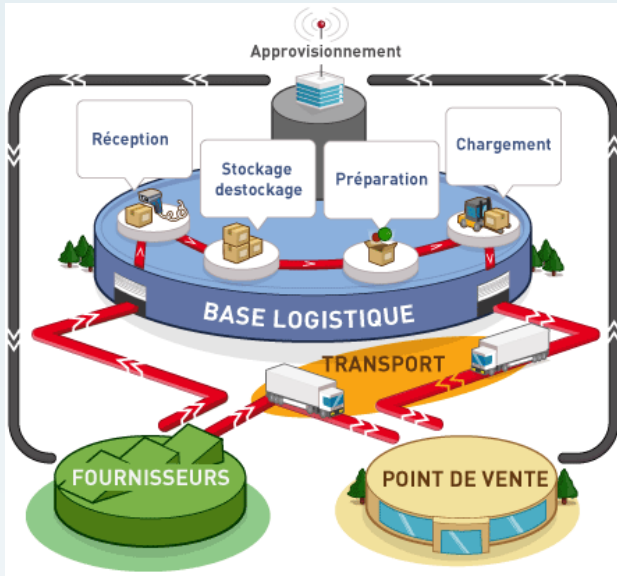 Approvisionnement
Réception
Stockage
destockage
Préparation
Chargement
BASE LOGISTIQUE
TRANSPORT
FOURNISSEURS
POINT DE VENTE